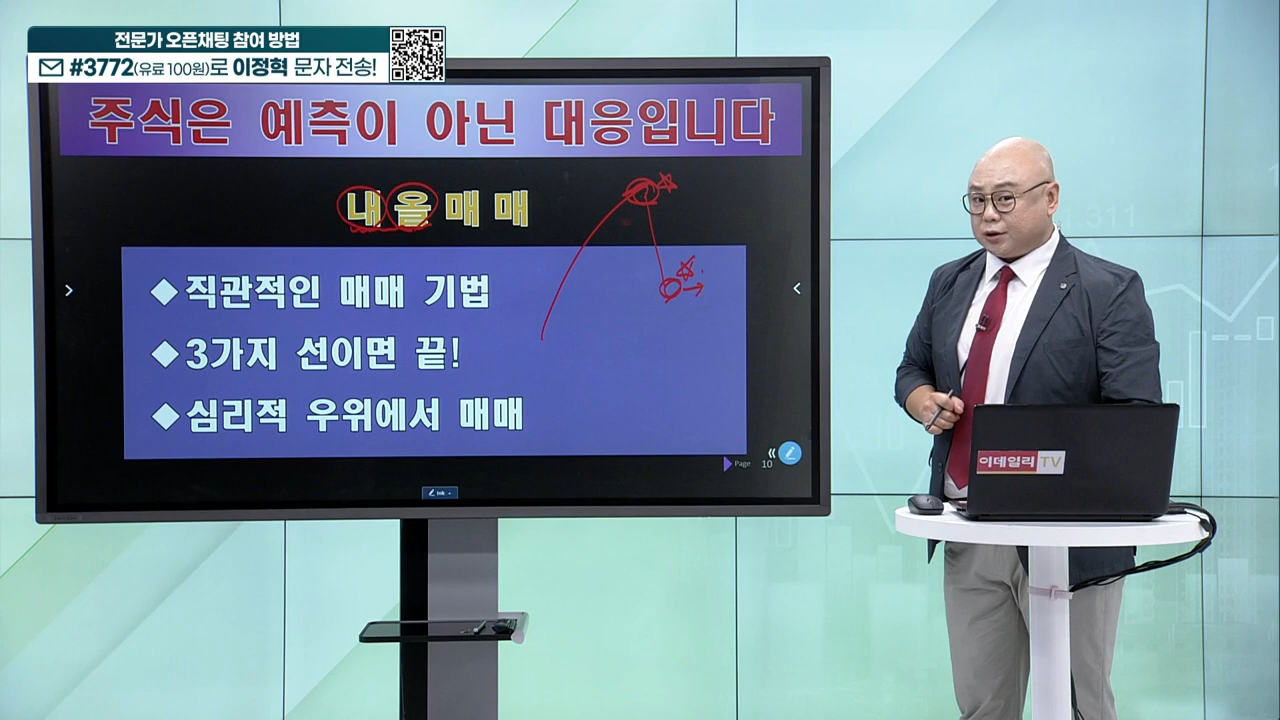 전문가 오픈채팅 참여 방법
#3772(유료 100원)로 이정혁 문자 전송!
주식은 예측이 아닌 대응입니다
내올매매
◆직관적인 매매 기법
◆3가지 선이면 끝!
◆심리적 우위에서 매매
Page 10
Ink
이데일리TV